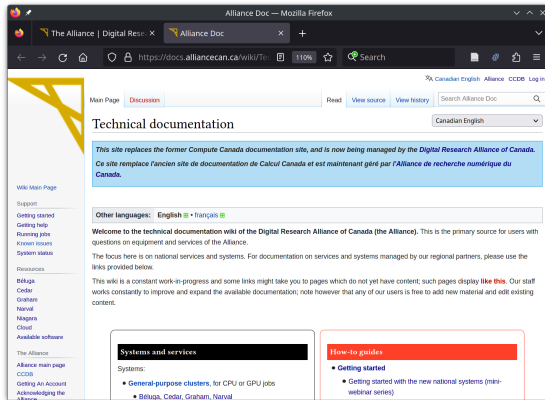 Alliance Doc — Mozilla Firefox
The Alliance | Digital Rese
Alliance Doc
https://docs.alliancecan.ca/wiki/Te
110%
Search
Canadian English Alliance CCDB Log in
Main Page Discussion Read View source View history Search Alliance Doc
Technical documentation
Canadian English
This site replaces the former Compute Canada documentation site, and is now being managed by the Digital Research Alliance of Canada.
Ce site remplace l'ancien site de documentation de Calcul Canada et est maintenant géré par l'Alliance de recherche numérique du
Canada.
Wiki Main Page
Support
Getting started
Getting help
Running jobs
Known issues
System status
Resources
Béluga
Cedar
Graham
Narval
Niagara
Cloud
Available software
The Alliance
Alliance main page
CCDB
Getting An Account
Acknowledging the
Alliance
Other languages: English • français
Welcome to the technical documentation wiki of the Digital Research Alliance of Canada (the Alliance). This is the primary source for users with
questions on equipment and services of the Alliance.
The focus here is on national services and systems. For documentation on services and systems managed by our regional partners, please use the
links provided below.
This wiki is a constant work-in-progress and some links might take you to pages which do not yet have content; such pages display like this. Our staff
works constantly to improve and expand the available documentation; note however that any of our users is free to add new material and edit existing
content.
Systems and services
Systems:
General-purpose clusters, for CPU or GPU jobs
Béluga, Cedar, Graham, Narval
How-to guides
Getting started
Getting started with the new national systems (mini-
webinar series)